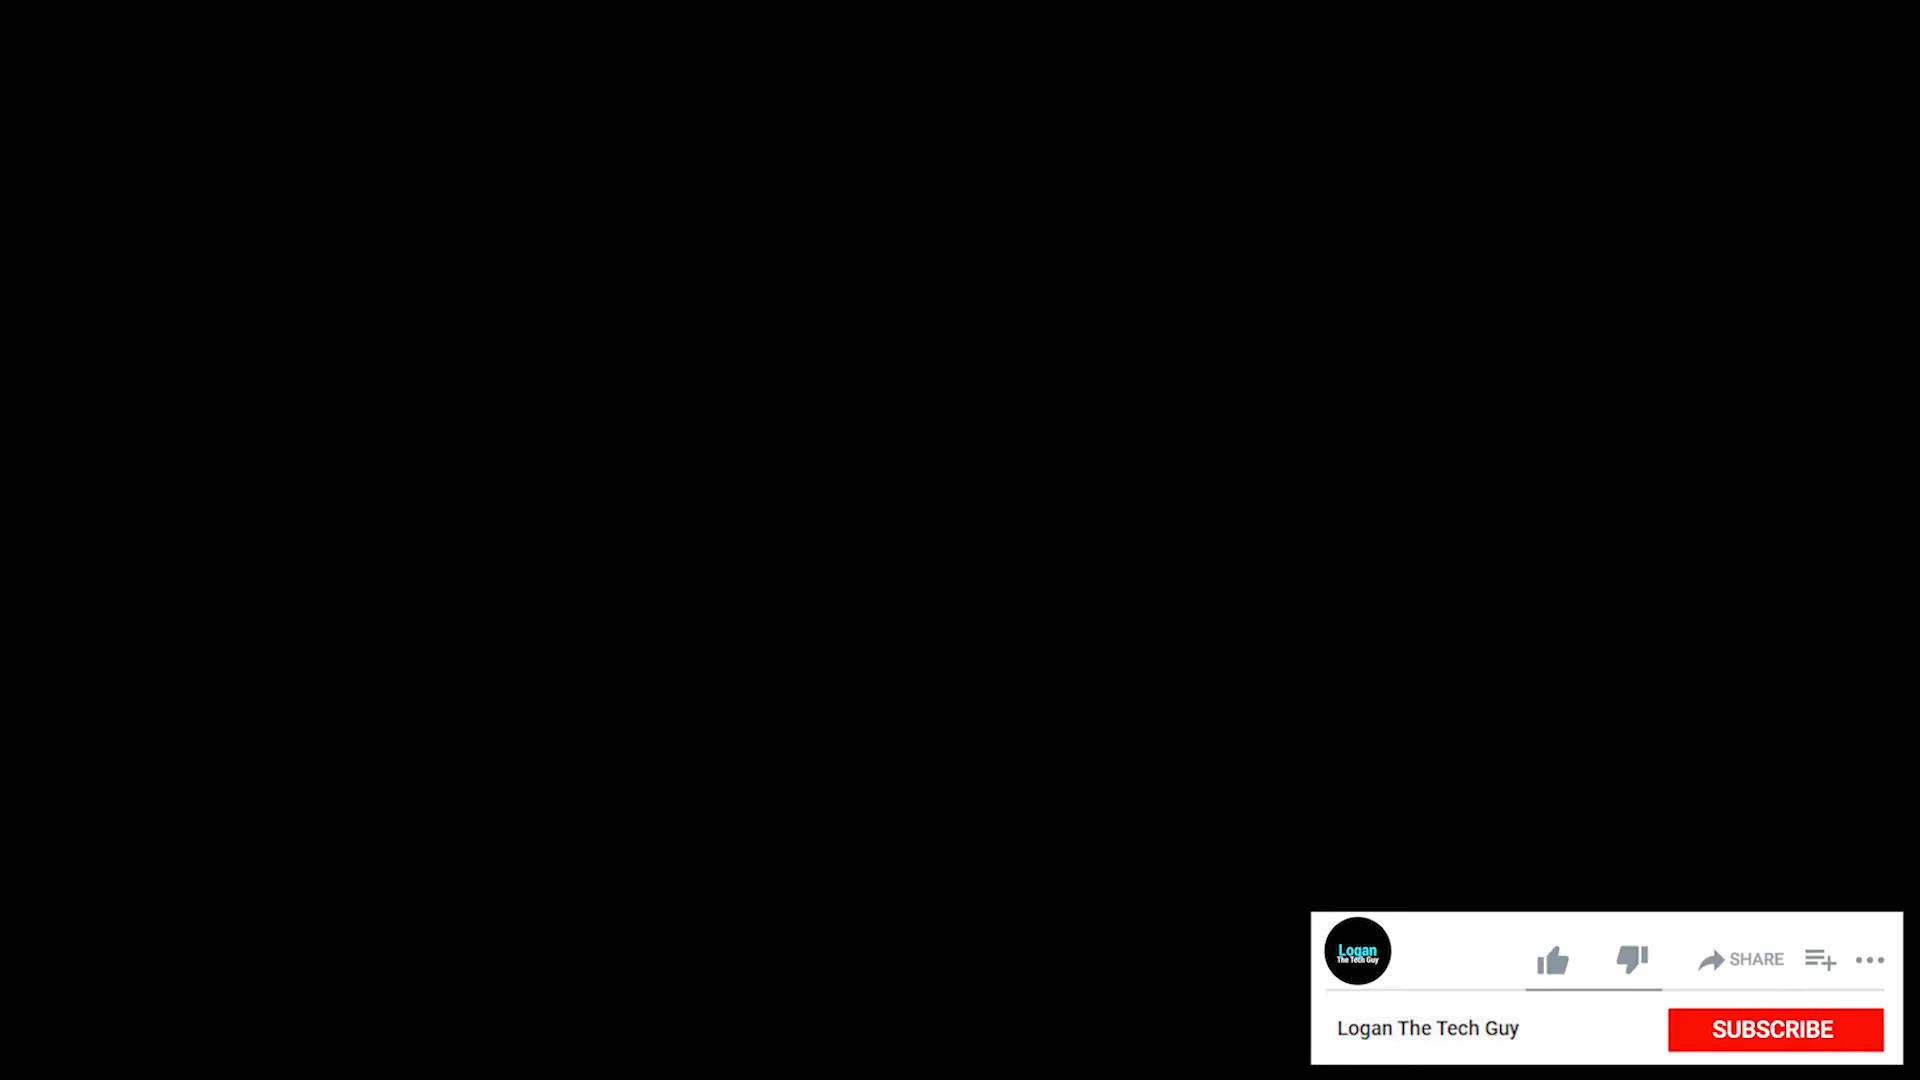 Logan
The Tech Guy
SHARE
Logan The Tech Guy
SUBSCRIBE